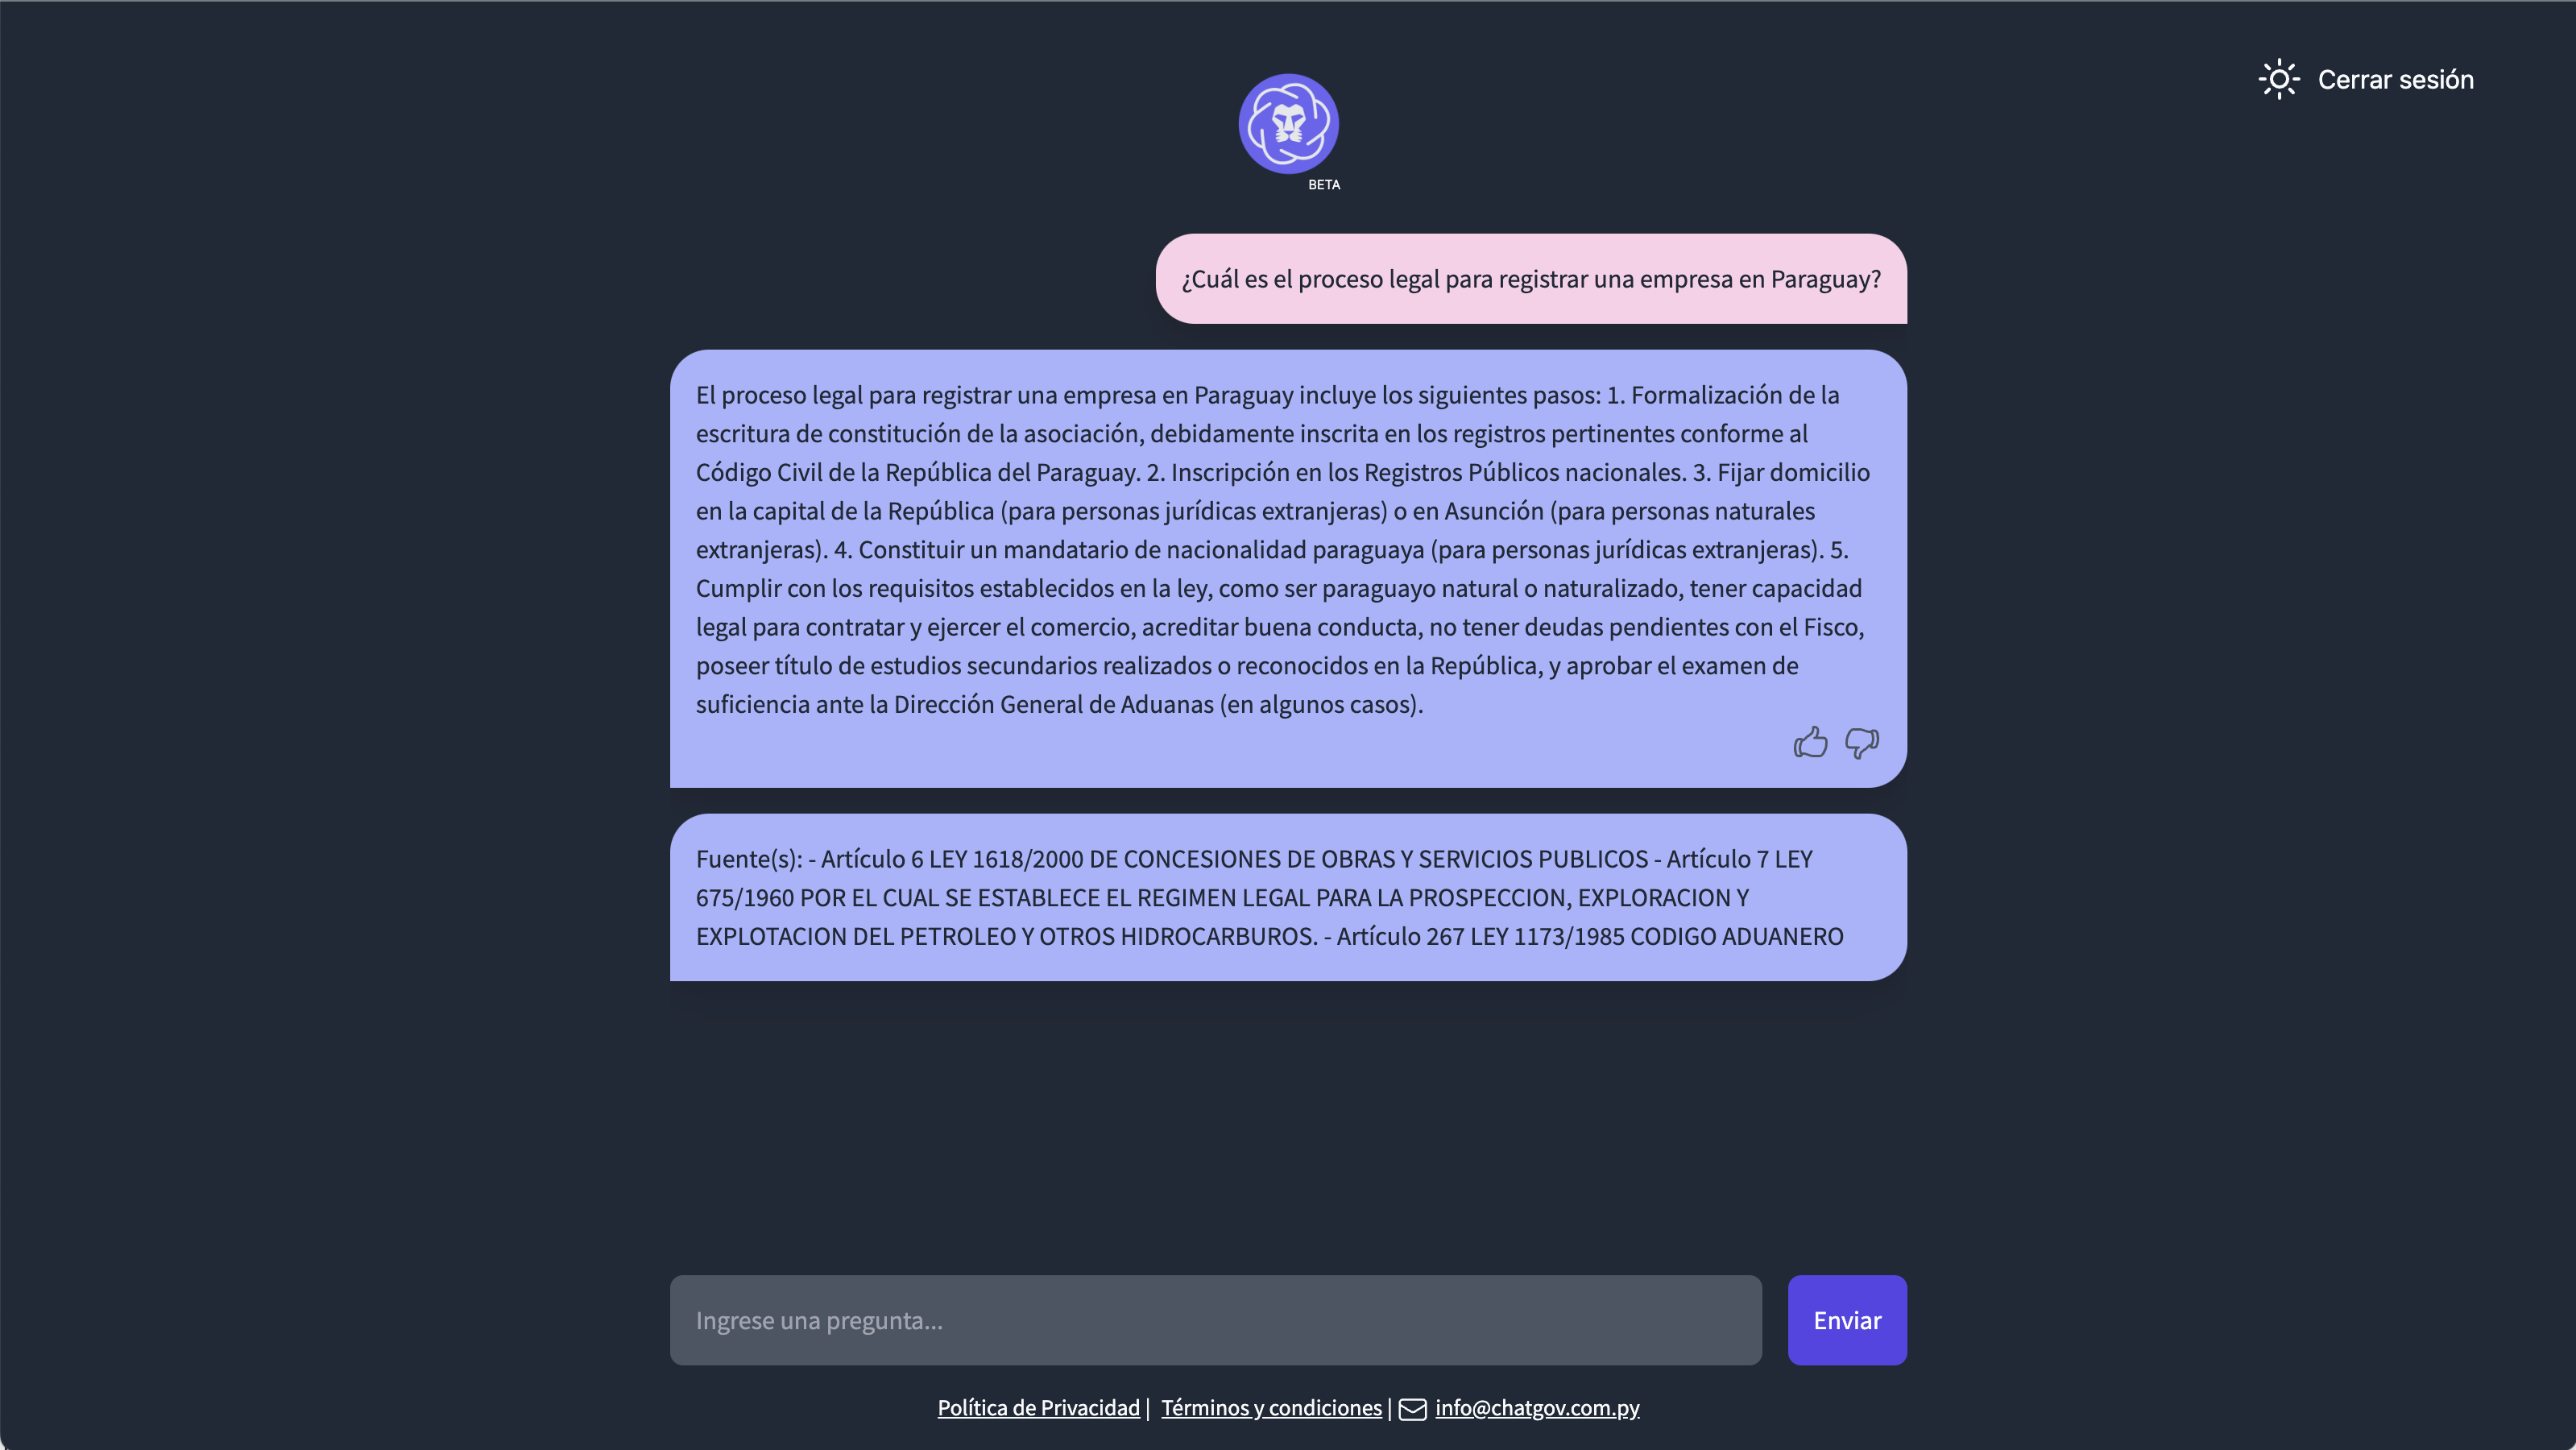 Cerrar sesión
BETA
¿Cuál es el proceso legal para registrar una empresa en Paraguay?
El proceso legal para registrar una empresa en Paraguay incluye los siguientes pasos: 1. Formalización de la
escritura de constitución de la asociación, debidamente inscrita en los registros pertinentes conforme al
Código Civil de la República del Paraguay. 2. Inscripción en los Registros Públicos nacionales. 3. Fijar domicilio
en la capital de la República (para personas jurídicas extranjeras) o en Asunción (para personas naturales
extranjeras). 4. Constituir un mandatario de nacionalidad paraguaya (para personas jurídicas extranjeras). 5.
Cumplir con los requisitos establecidos en la ley, como ser paraguayo natural o naturalizado, tener capacidad
legal para contratar y ejercer el comercio, acreditar buena conducta, no tener deudas pendientes con el Fisco,
poseer título de estudios secundarios realizados o reconocidos en la República, y aprobar el examen de
suficiencia ante la Dirección General de Aduanas (en algunos casos).
Fuente(s): - Artículo 6 LEY 1618/2000 DE CONCESIONES DE OBRAS Y SERVICIOS PUBLICOS - Artículo 7 LEY
675/1960 POR EL CUAL SE ESTABLECE EL REGIMEN LEGAL PARA LA PROSPECCION, EXPLORACION Y
EXPLOTACION DEL PETROLEO Y OTROS HIDROCARBUROS. - Artículo 267 LEY 1173/1985 CODIGO ADUANERO
Ingrese una pregunta...
Enviar
Política de Privacidad | Términos y condiciones | info@chatgov.com.py